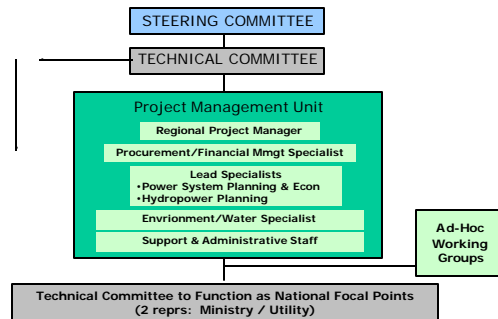 STEERING COMMITTEE
TECHNICAL COMMITTEE
Project Management Unit
Regional Project Manager
Procurement/Financial Mmgt Specialist
Lead Specialists
•Power System Planning & Econ
•Hydropower Planning
Envrionment/Water Specialist
Support & Administrative Staff
Ad-Hoc
Working
Groups
Technical Committee to Function as National Focal Points
(2 reprs: Ministry / Utility)